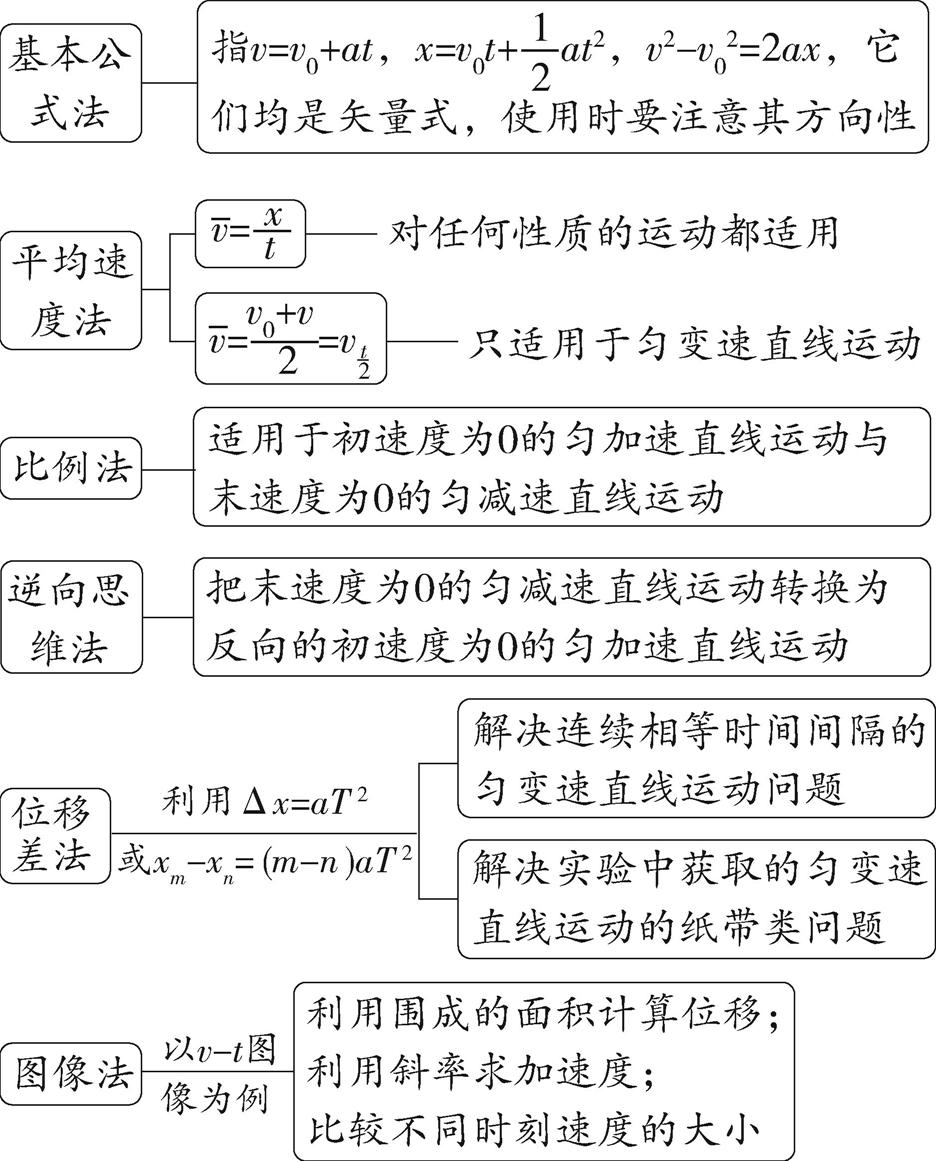 基本公
式法
指v=v₀+at，x=v₀t+\frac{1}{2}at²，v²−v₀²=2ax，它
们均是矢量式，使用时要注意其方向性
平均速
度法
\overline{v}=\frac{x}{t}
对任何性质的运动都适用
\overline{v}=\frac{v_0+v}{2}=v_{\frac{t}{2}}
只适用于匀变速直线运动
比例法
适用于初速度为0的匀加速直线运动与
末速度为0的匀减速直线运动
逆向思
维法
把末速度为0的匀减速直线运动转换为
反向的初速度为0的匀加速直线运动
位移
差法
利用Δx=aT²
或xₘ−xₙ=(m−n)aT²
解决连续相等时间间隔的
匀变速直线运动问题
解决实验中获取的匀变速
直线运动的纸带类问题
图像法
以v−t图
像为例
利用围成的面积计算位移；
利用斜率求加速度；
比较不同时刻速度的大小